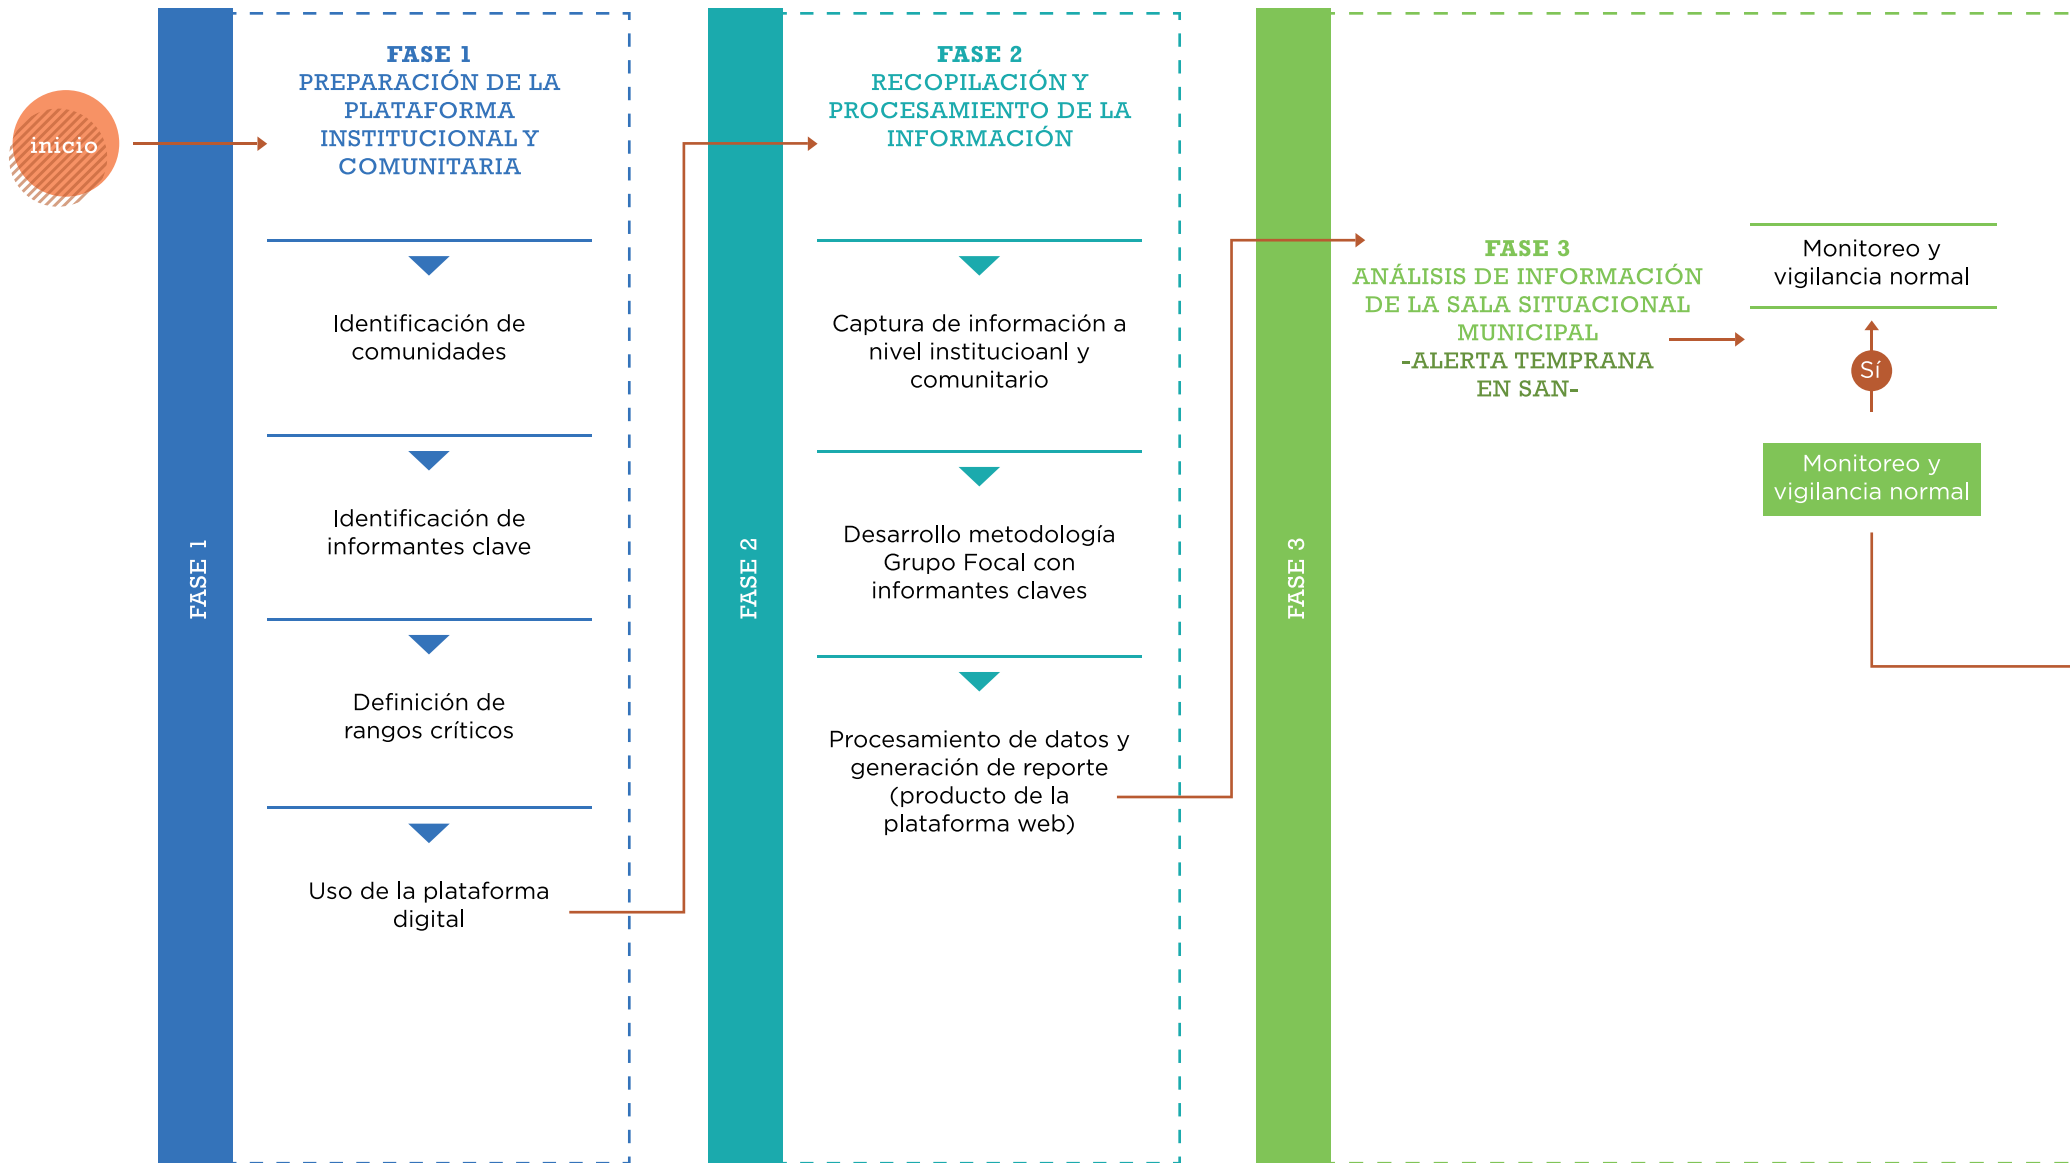 inicio
FASE 1
FASE 1
PREPARACIÓN DE LA
PLATAFORMA
INSTITUCIONAL Y
COMUNITARIA
Identificación de
comunidades
Identificación de
informantes clave
Definición de
rangos críticos
Uso de la plataforma
digital
FASE 2
FASE 2
RECOPILACIÓN Y
PROCESAMIENTO DE LA
INFORMACIÓN
Captura de información a
nivel institucioanl y
comunitario
Desarrollo metodología
Grupo Focal con
informantes claves
Procesamiento de datos y
generación de reporte
(producto de la
plataforma web)
FASE 3
FASE 3
ANÁLISIS DE INFORMACIÓN
DE LA SALA SITUACIONAL
MUNICIPAL
-ALERTA TEMPRANA
EN SAN-
Monitoreo y
vigilancia normal
Sí
Monitoreo y
vigilancia normal